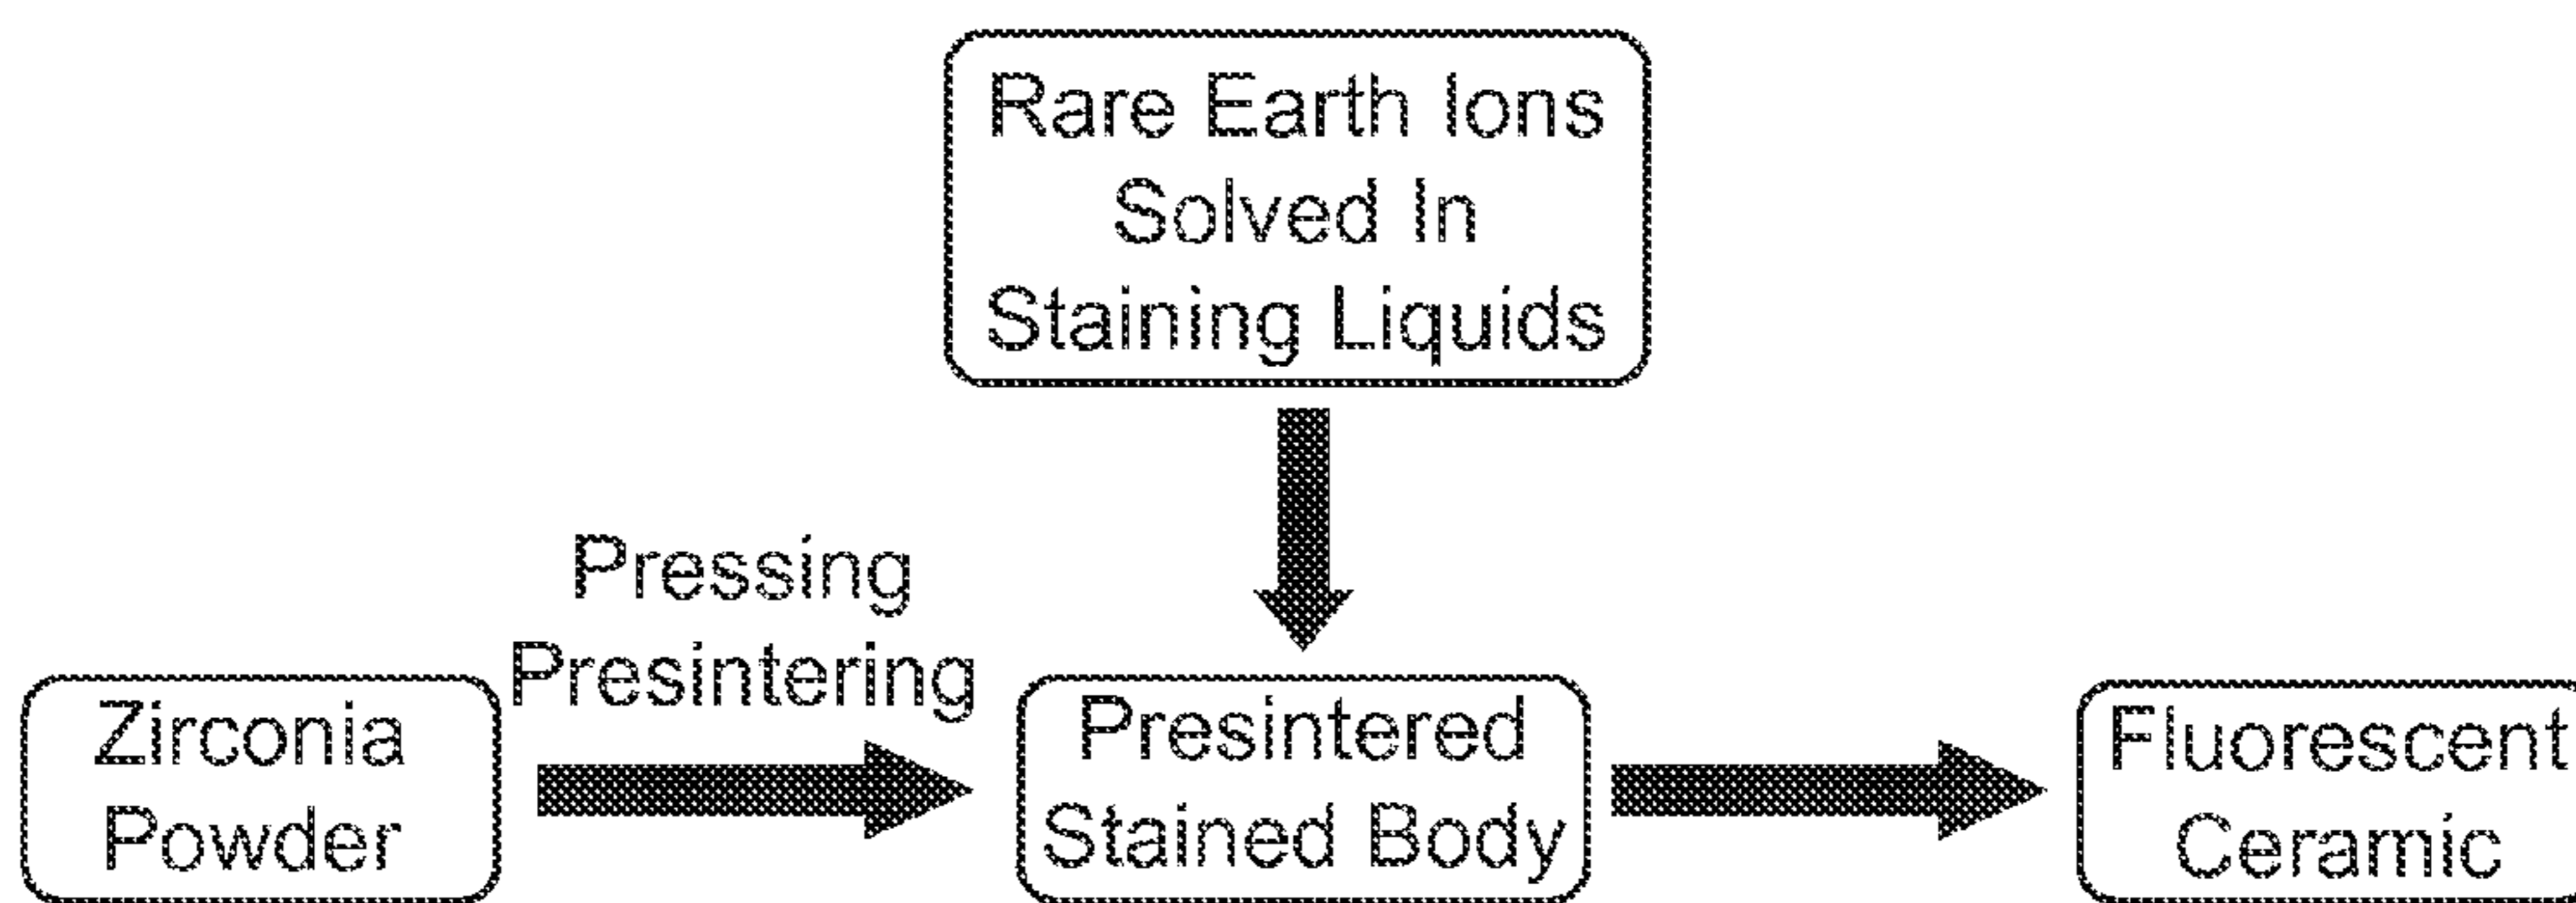 Rare Earth Ions
Solved In
Staining Liquids
Pressing
Presintering
Zirconia
Powder
Presintered
Stained Body
Fluorescent
Ceramic